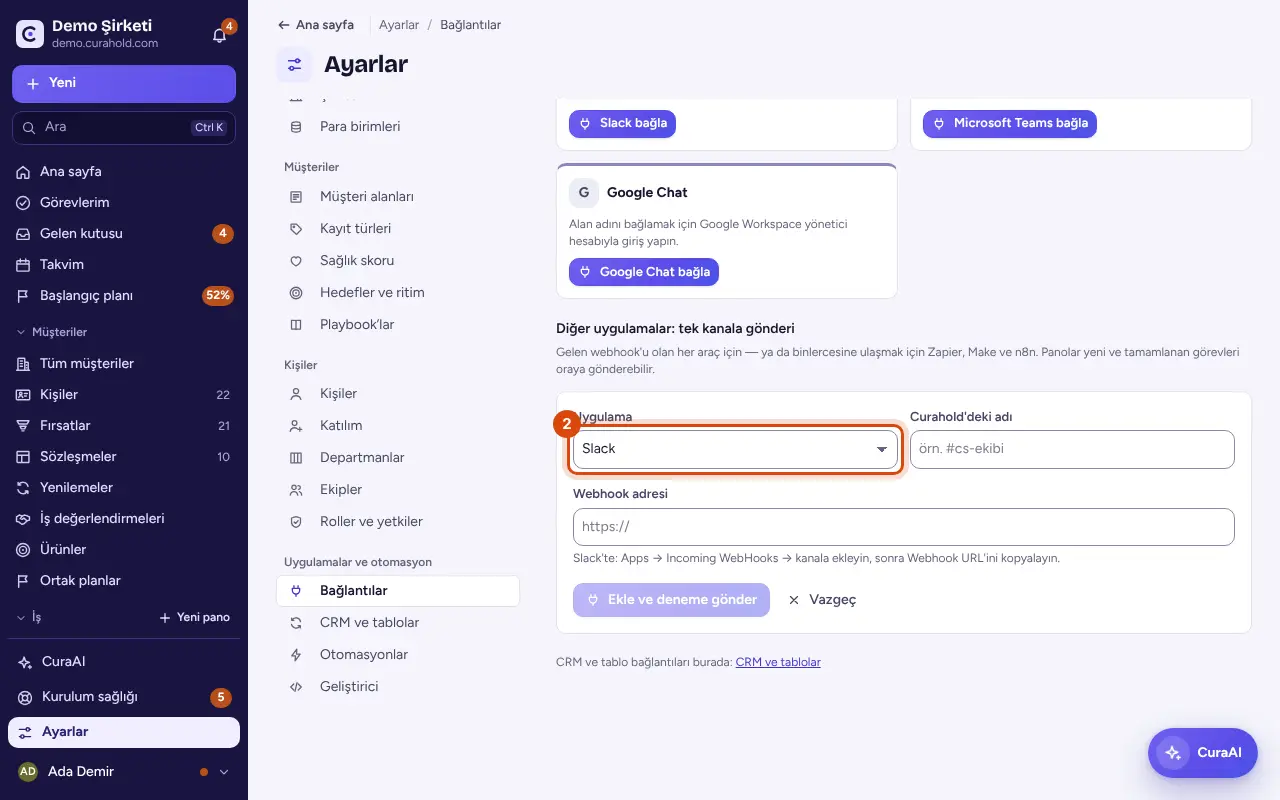 Demo Şirketi
demo.curahold.com
4
Yeni
Ara
Ctrl K
Ana sayfa
Görevlerim
Gelen kutusu
4
Takvim
Başlangıç planı
52%
Müşteriler
Tüm müşteriler
Kişiler
22
Fırsatlar
21
Sözleşmeler
10
Yenilemeler
İş değerlendirmeleri
Ürünler
Ortak planlar
İş
Yeni pano
CuraAI
Kurulum sağlığı
5
Ayarlar
AD
Ada Demir
Ana sayfa
Ayarlar / Bağlantılar
Ayarlar
Para birimleri
Müşteriler
Müşteri alanları
Kayıt türleri
Sağlık skoru
Hedefler ve ritim
Playbook'lar
Kişiler
Kişiler
Katılım
Departmanlar
Ekipler
Roller ve yetkiler
Uygulamalar ve otomasyon
Bağlantılar
CRM ve tablolar
Otomasyonlar
Geliştirici
Slack bağla
Microsoft Teams bağla
G
Google Chat
Alan adını bağlamak için Google Workspace yönetici
hesabıyla giriş yapın.
Google Chat bağla
Diğer uygulamalar: tek kanala gönderi
Gelen webhook'u olan her araç için — ya da binlercesine ulaşmak için Zapier, Make ve n8n. Panolar yeni ve tamamlanan görevleri
oraya gönderebilir.
2
Uygulama
Slack
Curahold'deki adı
örn. #cs-ekibi
Webhook adresi
https://
Slack'te: Apps → Incoming WebHooks → kanala ekleyin, sonra Webhook URL'ini kopyalayın.
Ekle ve deneme gönder
Vazgeç
CRM ve tablo bağlantıları burada: CRM ve tablolar
CuraAI